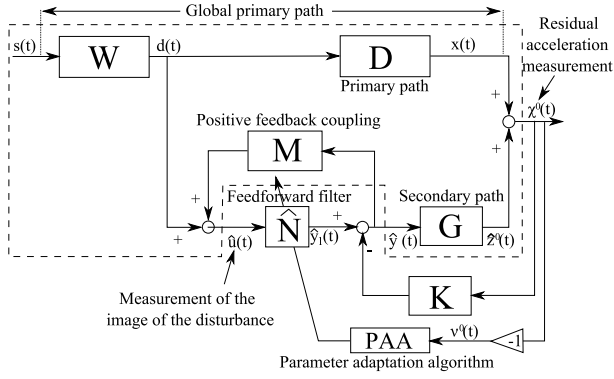 Global primary path
Residual
acceleration
measurement
s(t)
W
d(t)
D
x(t)
Primary path
+
χ⁰(t)
Positive feedback coupling
M
+
+
Feedforward filter
Secondary path
+
û(t)
N̂
ŷ₁(t)
+
-
ŷ(t)
G
ẑ⁰(t)
Measurement of the
image of the disturbance
K
PAA
ν⁰(t)
-1
Parameter adaptation algorithm